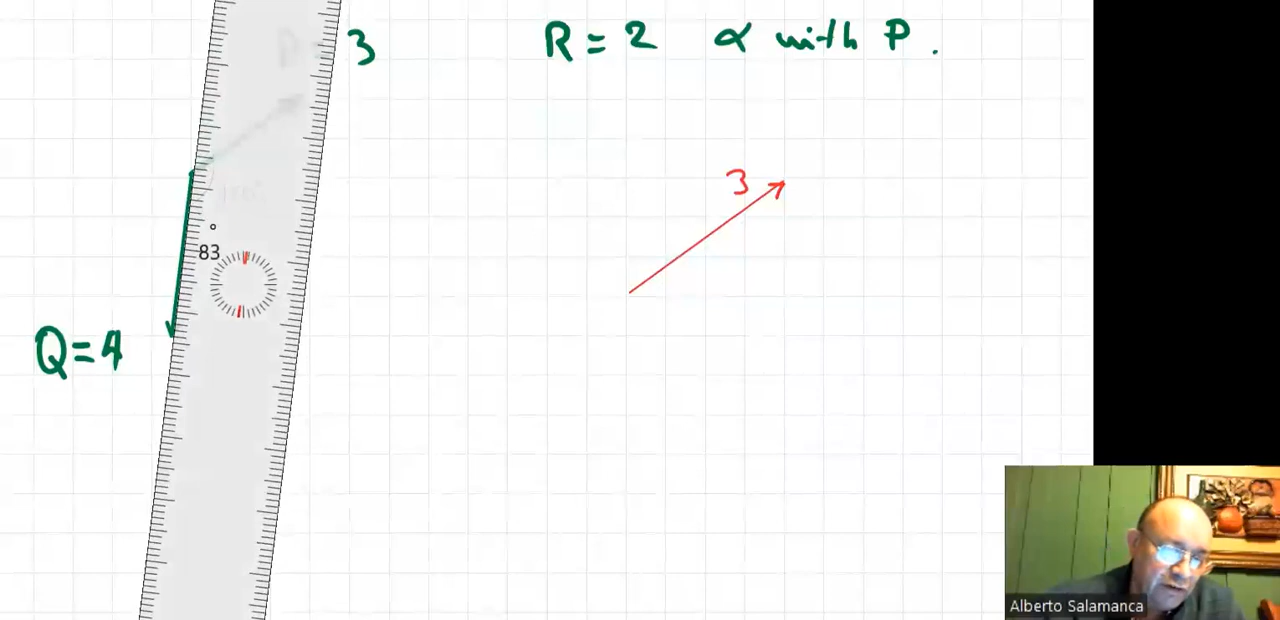 P = 3
R = 2 α with P .
3
83°
Q = 4
Alberto Salamanca